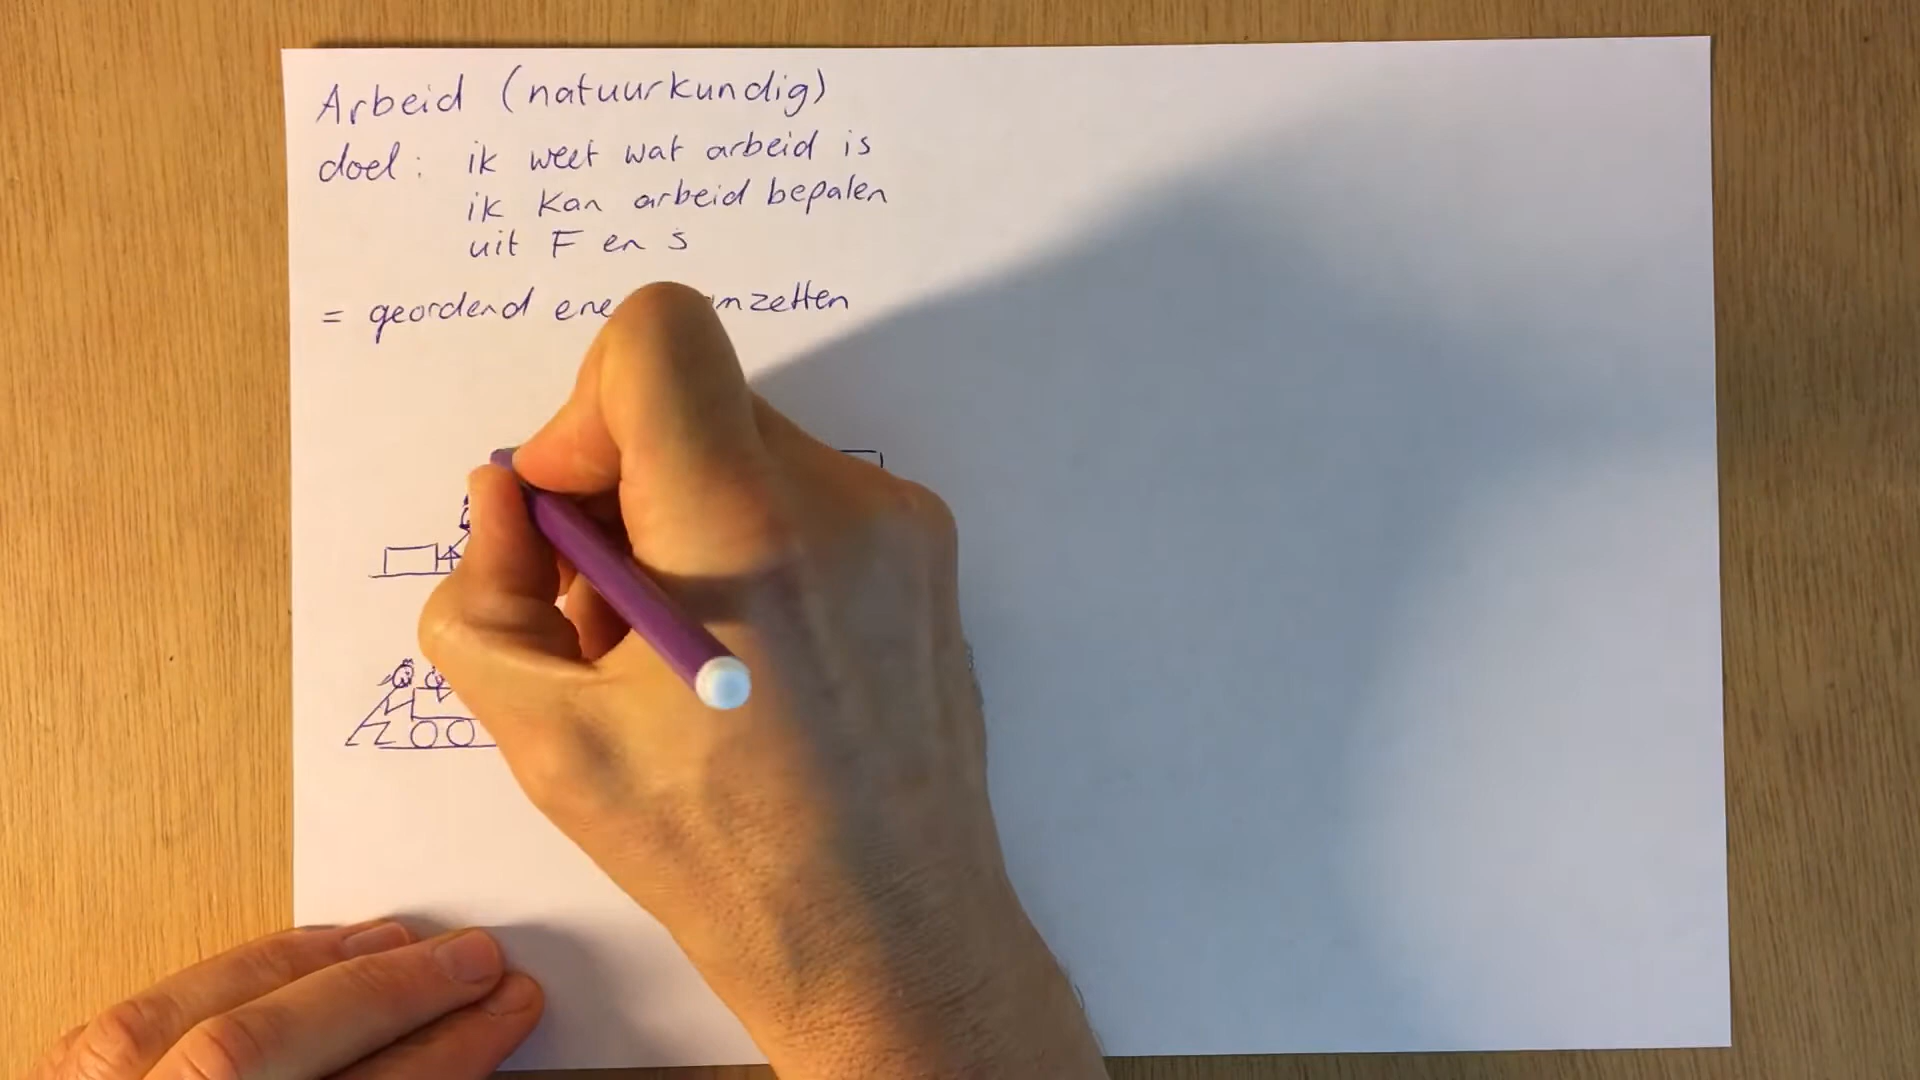 Arbeid (natuurkundig)
doel: ik weet wat arbeid is
ik kan arbeid bepalen
uit F en s
= geordend